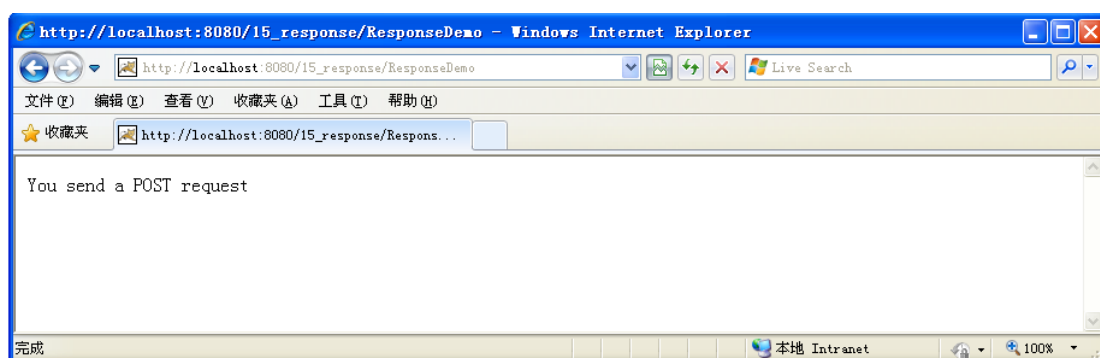 http://localhost:8080/15_response/ResponseDemo - Windows Internet Explorer
http://localhost:8080/15_response/ResponseDemo Live Search
文件(F) 编辑(E) 查看(V) 收藏夹(A) 工具(T) 帮助(H)
收藏夹 http://localhost:8080/15_response/Respons...
You send a POST request
完成 本地 Intranet 100%